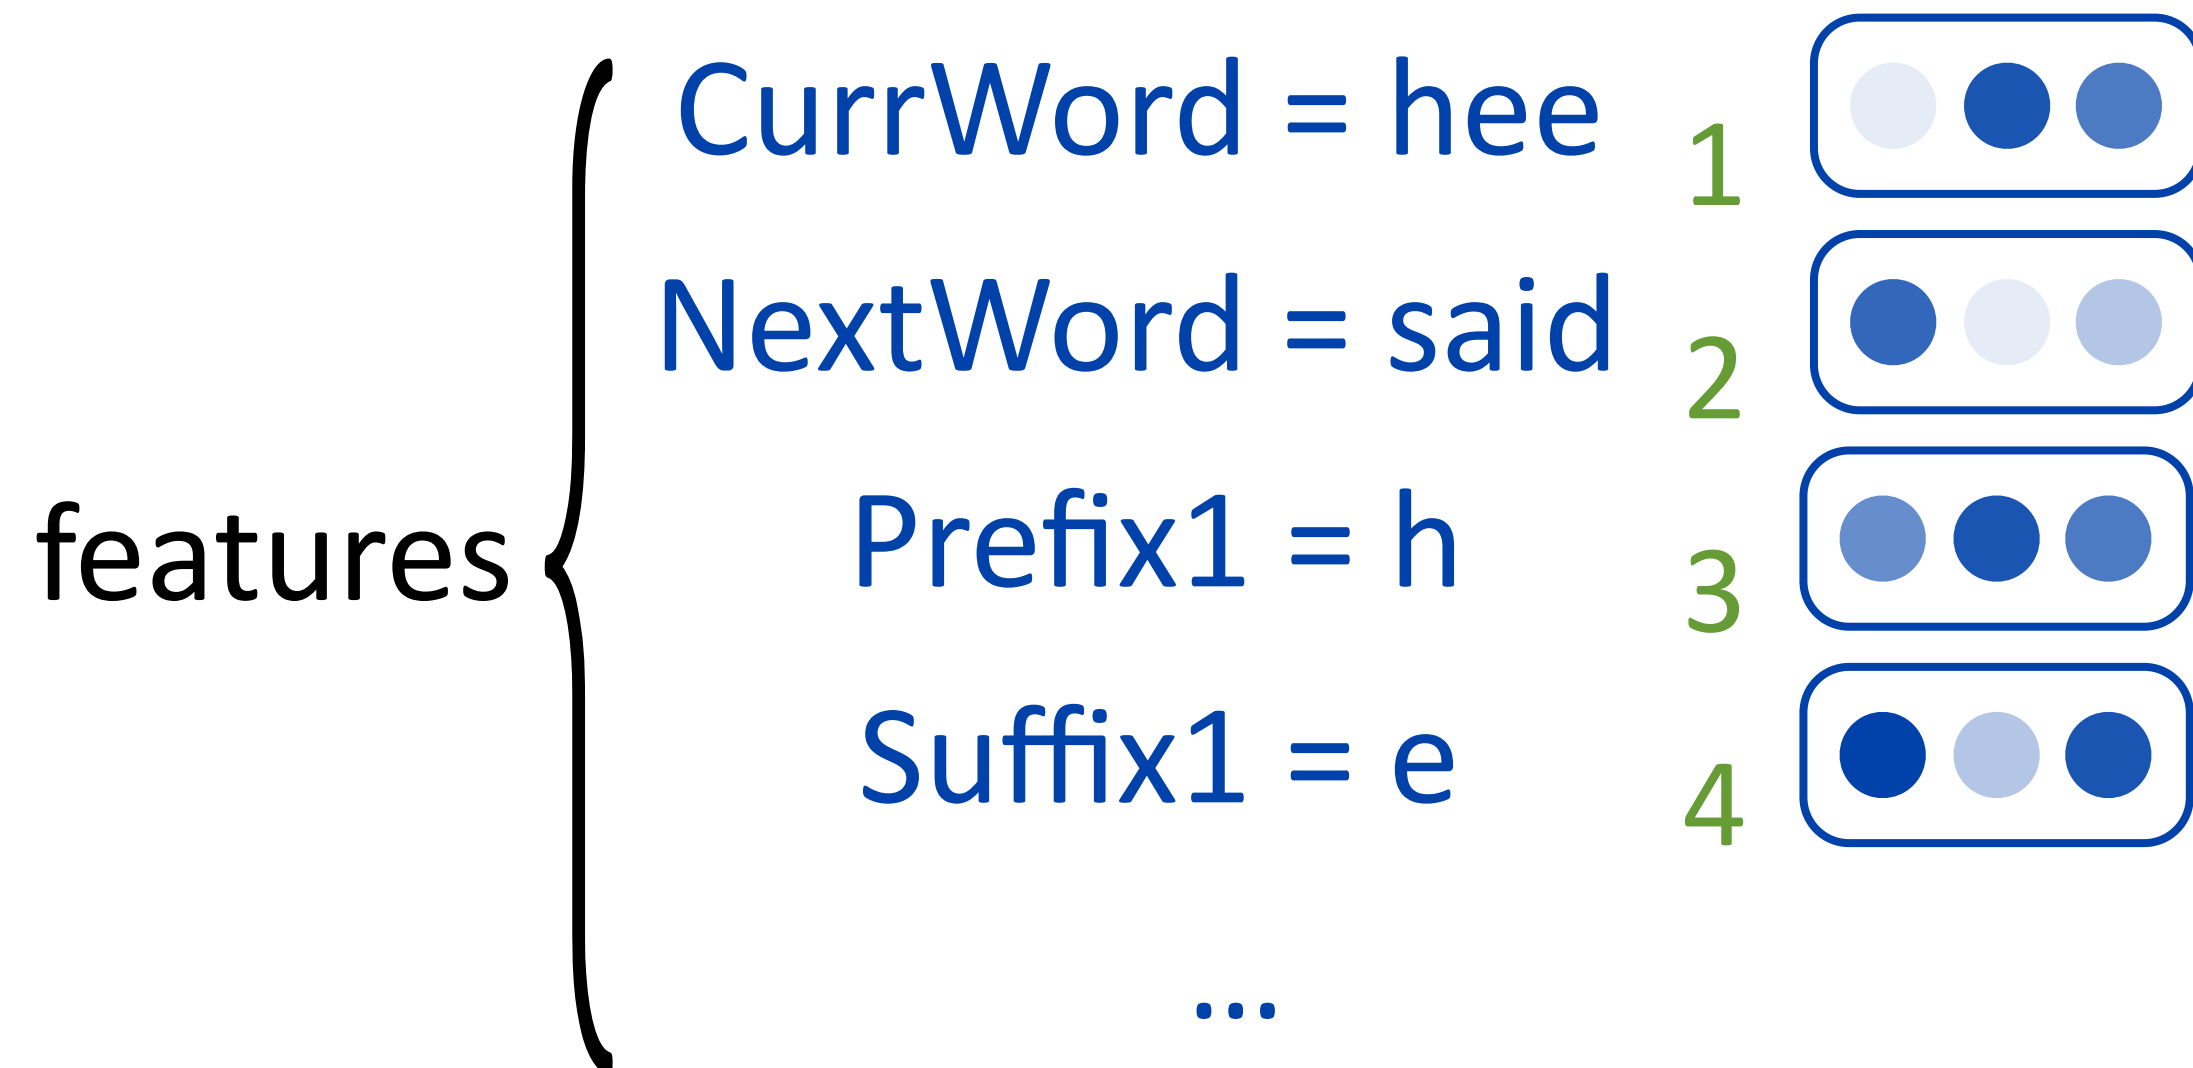 CurrWord = hee 1
NextWord = said 2
Prefix1 = h 3
features
Suffix1 = e 4
...